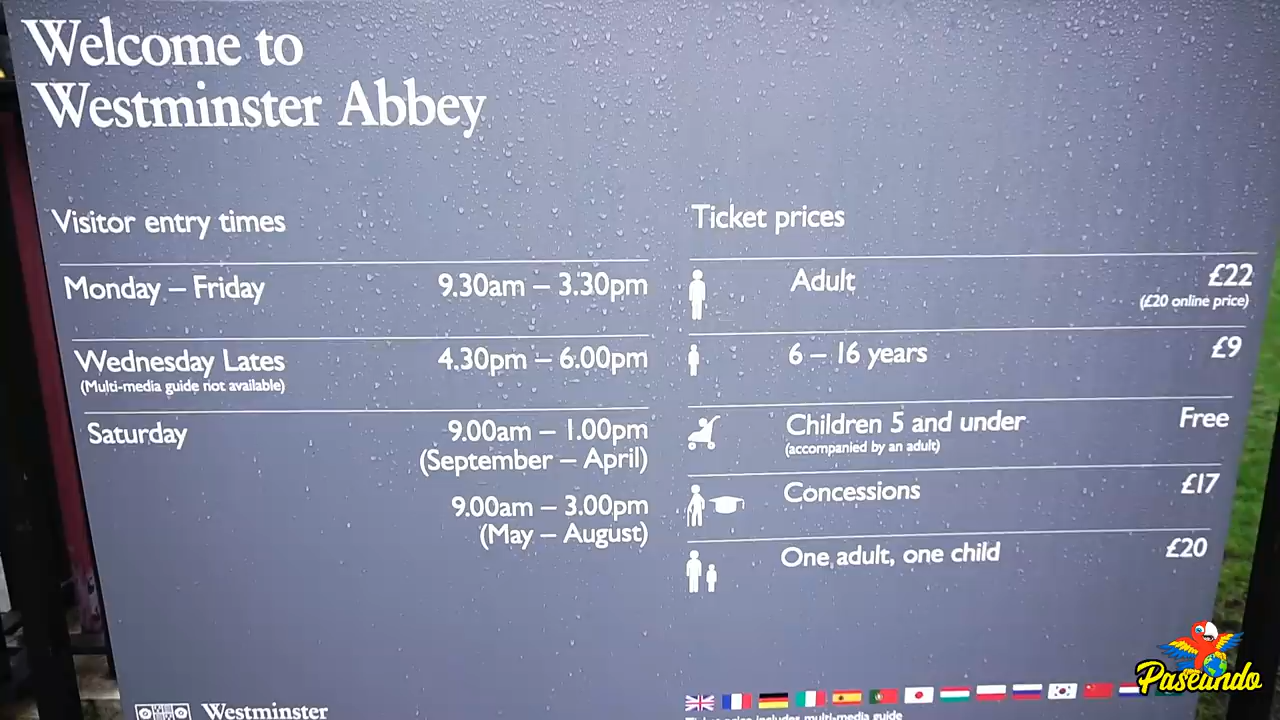 Welcome to
Westminster Abbey
Visitor entry times
Monday – Friday 9.30am – 3.30pm
Wednesday Lates 4.30pm – 6.00pm
(Multi-media guide not available)
Saturday 9.00am – 1.00pm
(September – April)
9.00am – 3.00pm
(May – August)
Ticket prices
Adult £22
(£20 online price)
6 – 16 years £9
Children 5 and under Free
(accompanied by an adult)
Concessions £17
One adult, one child £20
Westminster
Ticket price includes multi-media guide
Paseando